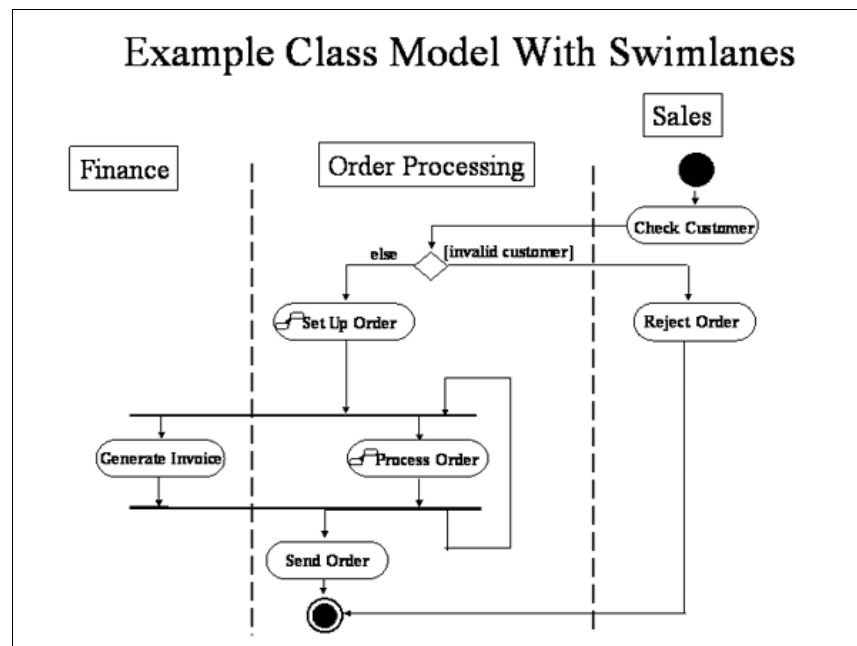 Example Class Model With Swimlanes
Sales
Finance
Order Processing
Check Customer
else
[invalid customer]
Set Up Order
Reject Order
Generate Invoice
Process Order
Send Order